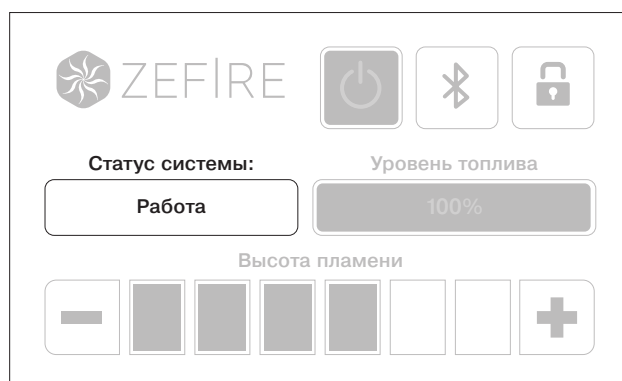 ZEFIRE
Статус системы:
Уровень топлива
Работа
100%
Высота пламени